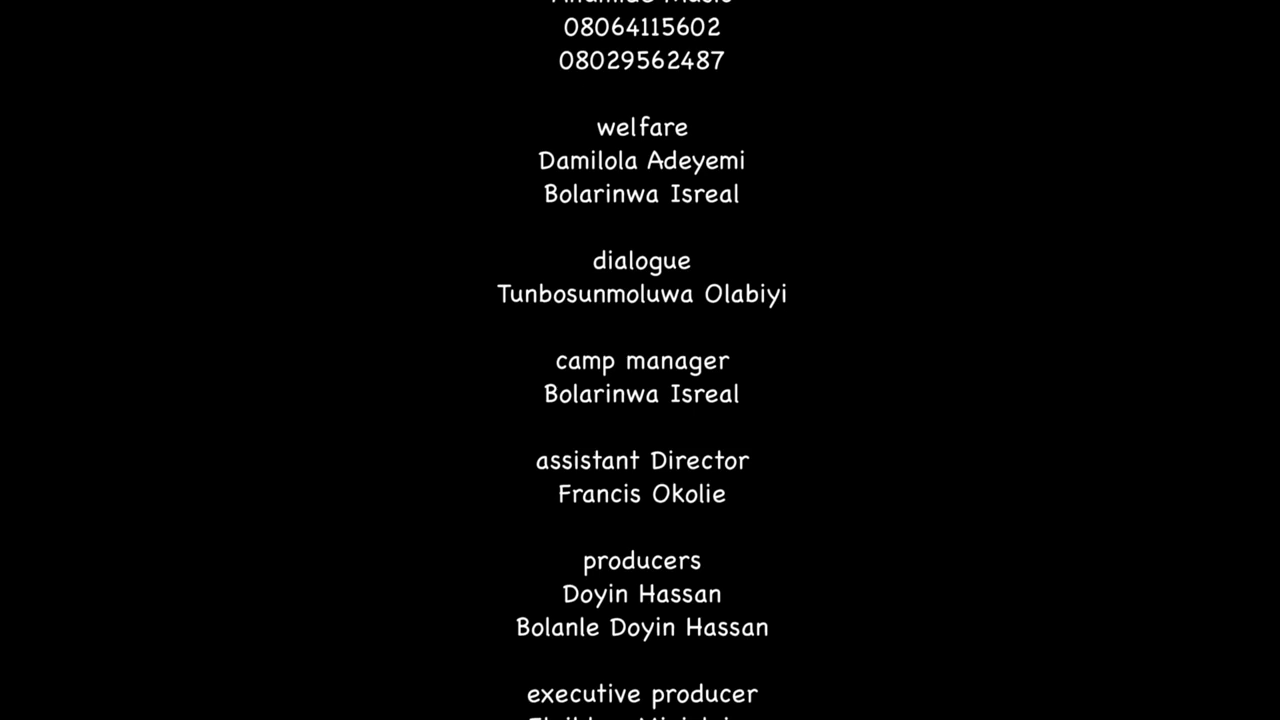 08064115602
08029562487
welfare
Damilola Adeyemi
Bolarinwa Isreal
dialogue
Tunbosunmoluwa Olabiyi
camp manager
Bolarinwa Isreal
assistant Director
Francis Okolie
producers
Doyin Hassan
Bolanle Doyin Hassan
executive producer